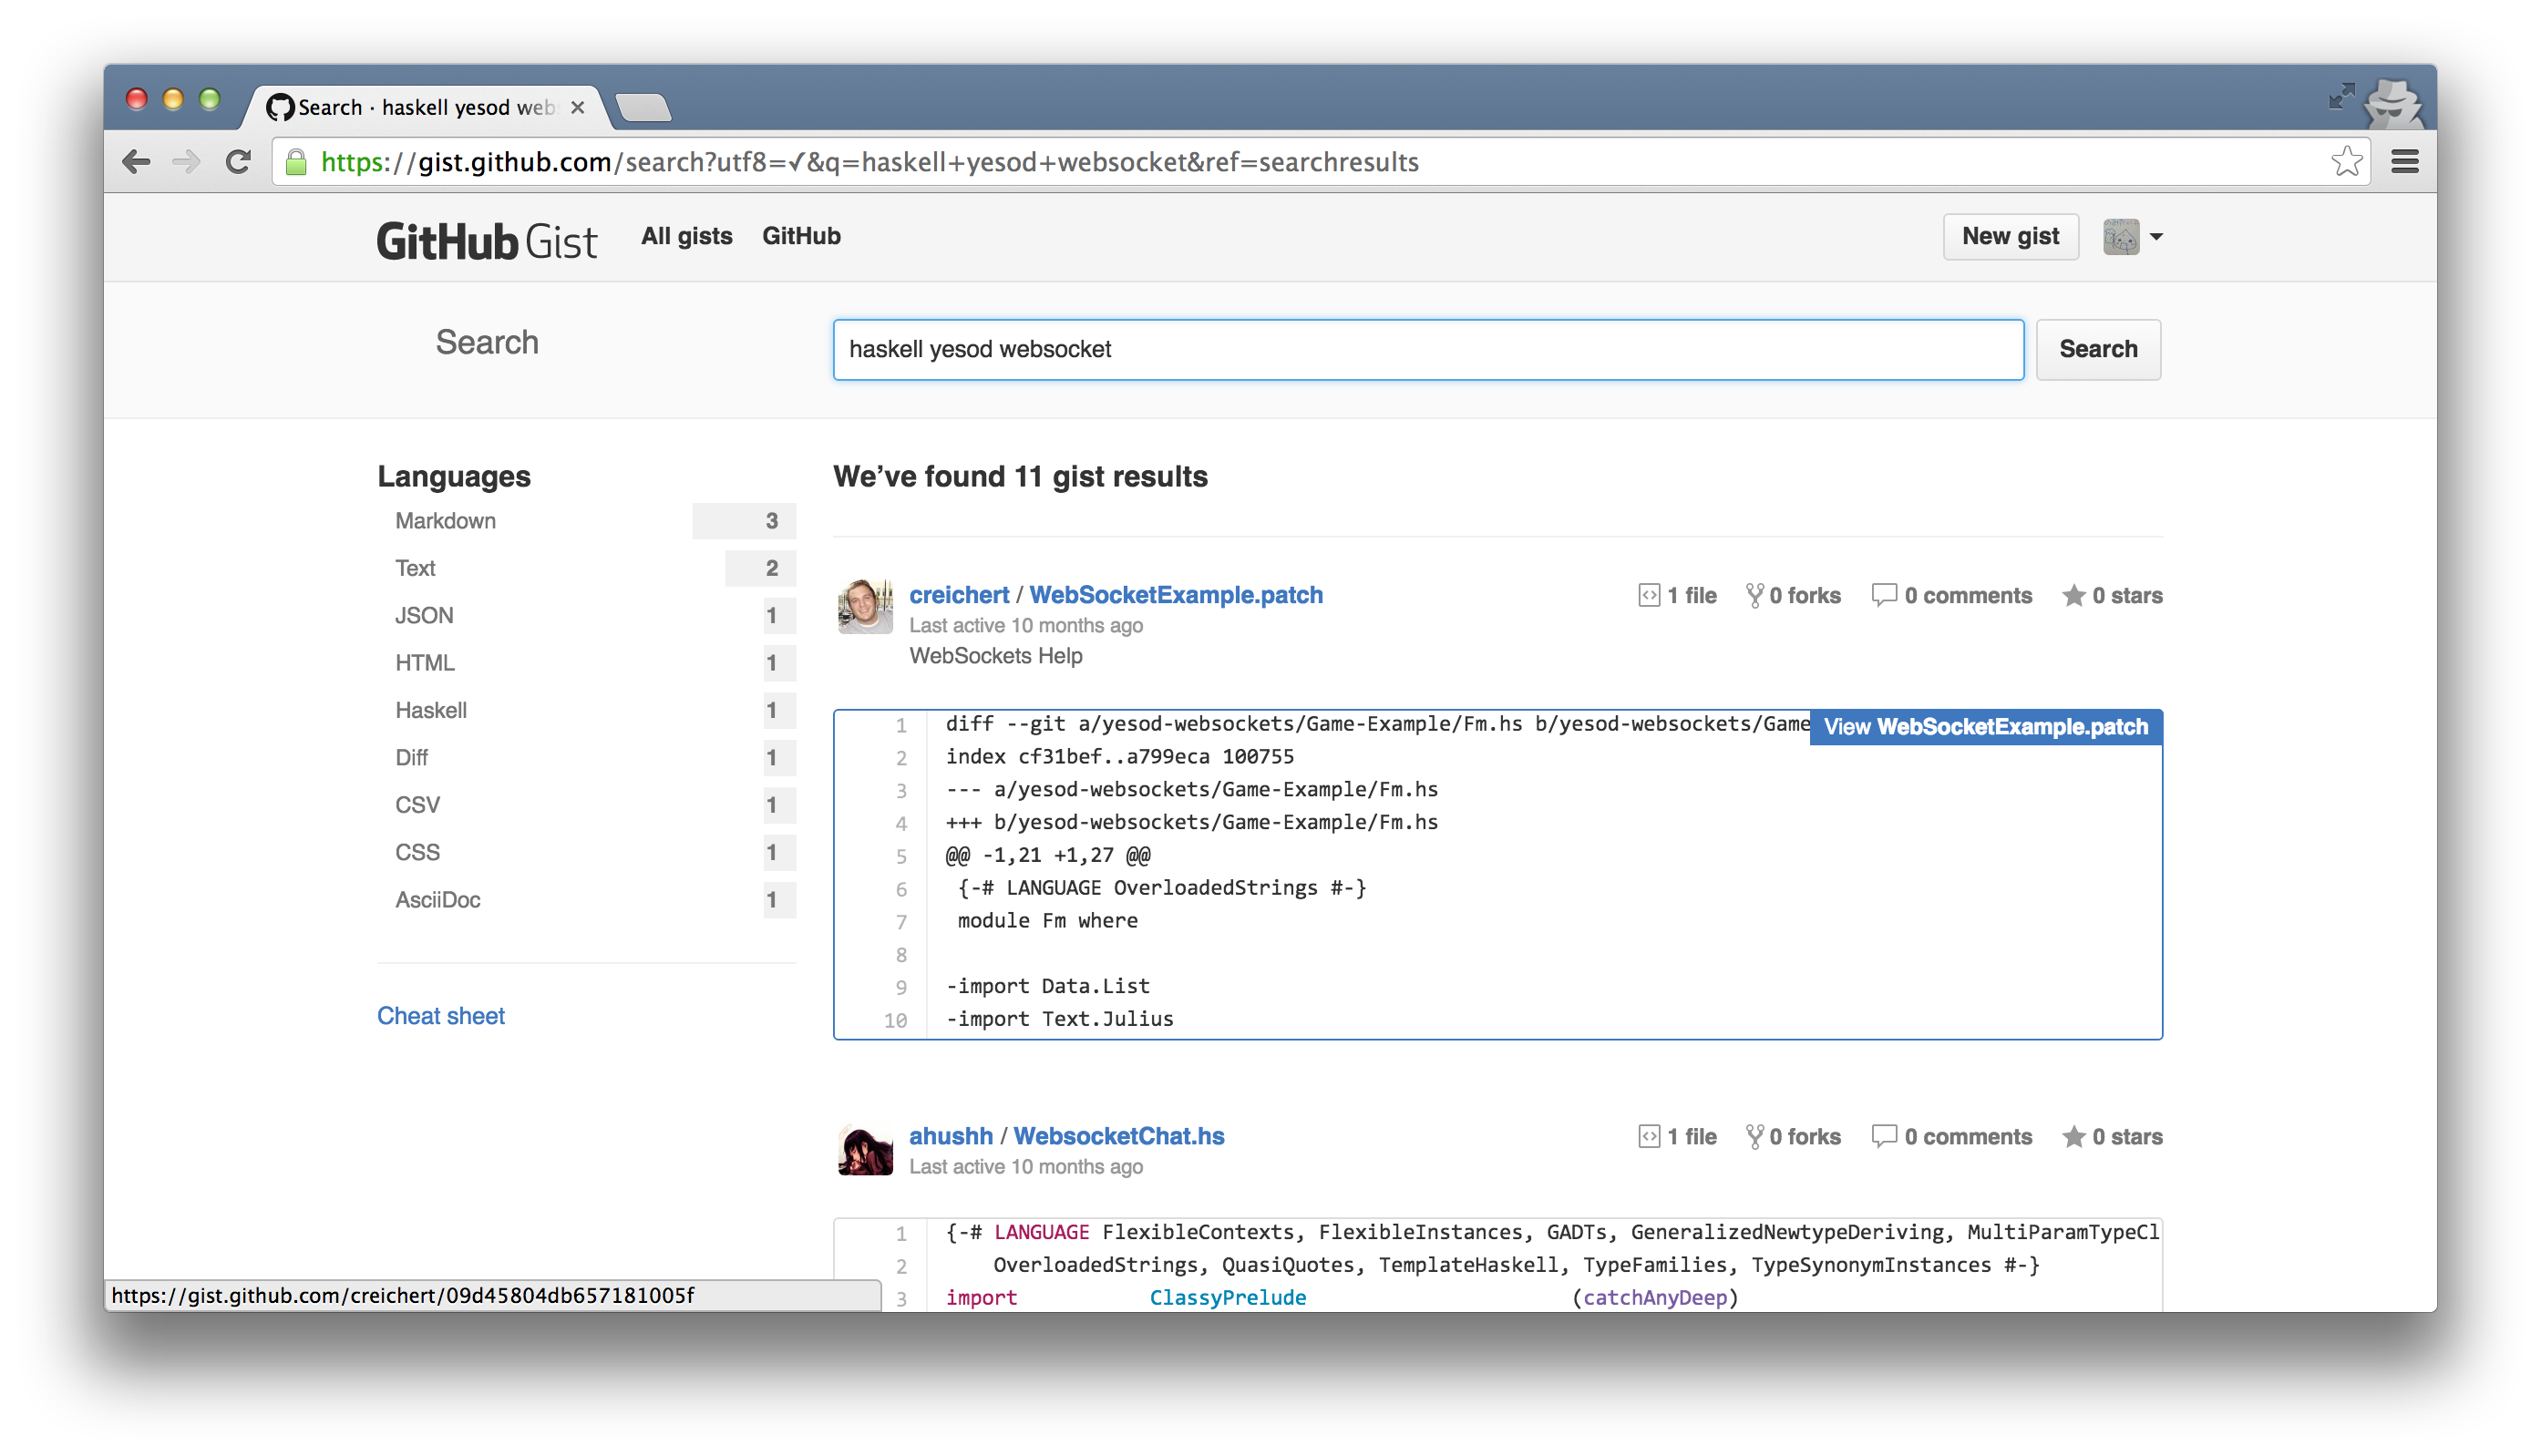 Search · haskell yesod web
https://gist.github.com/search?utf8=✓&q=haskell+yesod+websocket&ref=searchresults
GitHub Gist All gists GitHub New gist
Search haskell yesod websocket Search
Languages
Markdown 3
Text 2
JSON 1
HTML 1
Haskell 1
Diff 1
CSV 1
CSS 1
AsciiDoc 1
Cheat sheet
We’ve found 11 gist results
creichert / WebSocketExample.patch 1 file 0 forks 0 comments 0 stars
Last active 10 months ago
WebSockets Help
View WebSocketExample.patch
1 diff --git a/yesod-websockets/Game-Example/Fm.hs b/yesod-websockets/Game
2 index cf31bef..a799eca 100755
3 --- a/yesod-websockets/Game-Example/Fm.hs
4 +++ b/yesod-websockets/Game-Example/Fm.hs
5 @@ -1,21 +1,27 @@
6 {-# LANGUAGE OverloadedStrings #-}
7 module Fm where
8
9 -import Data.List
10 -import Text.Julius
ahushh / WebsocketChat.hs 1 file 0 forks 0 comments 0 stars
Last active 10 months ago
1 {-# LANGUAGE FlexibleContexts, FlexibleInstances, GADTs, GeneralizedNewtypeDeriving, MultiParamTypeCl
2 OverloadedStrings, QuasiQuotes, TemplateHaskell, TypeFamilies, TypeSynonymInstances #-}
3 import ClassyPrelude (catchAnyDeep)
https://gist.github.com/creichert/09d45804db657181005f